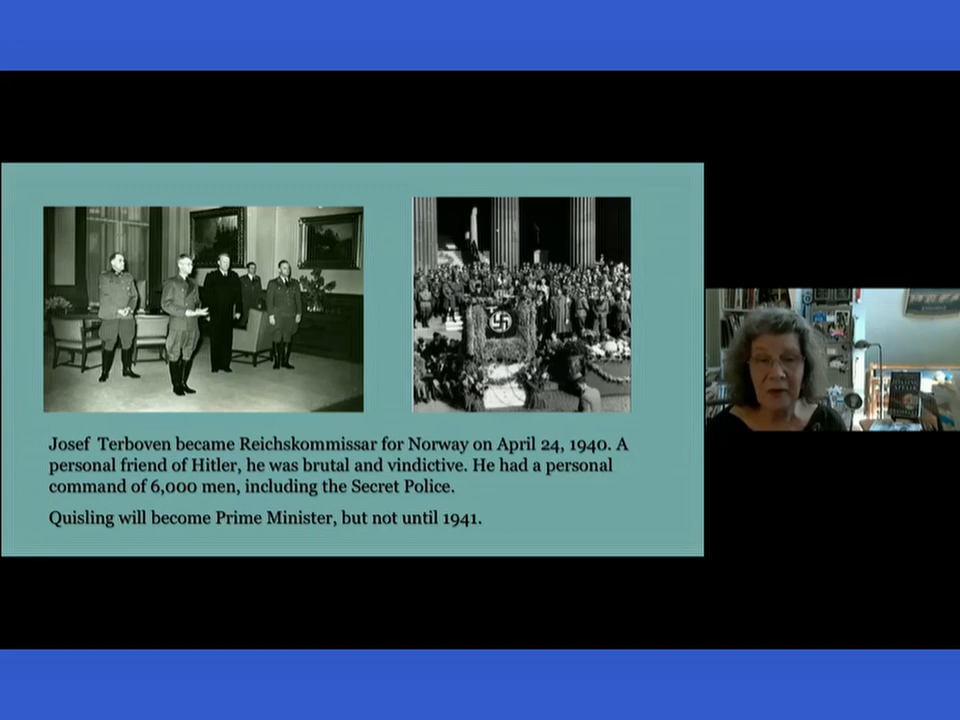 Josef Terboven became Reichskommissar for Norway on April 24, 1940. A
personal friend of Hitler, he was brutal and vindictive. He had a personal
command of 6,000 men, including the Secret Police.
Quisling will become Prime Minister, but not until 1941.